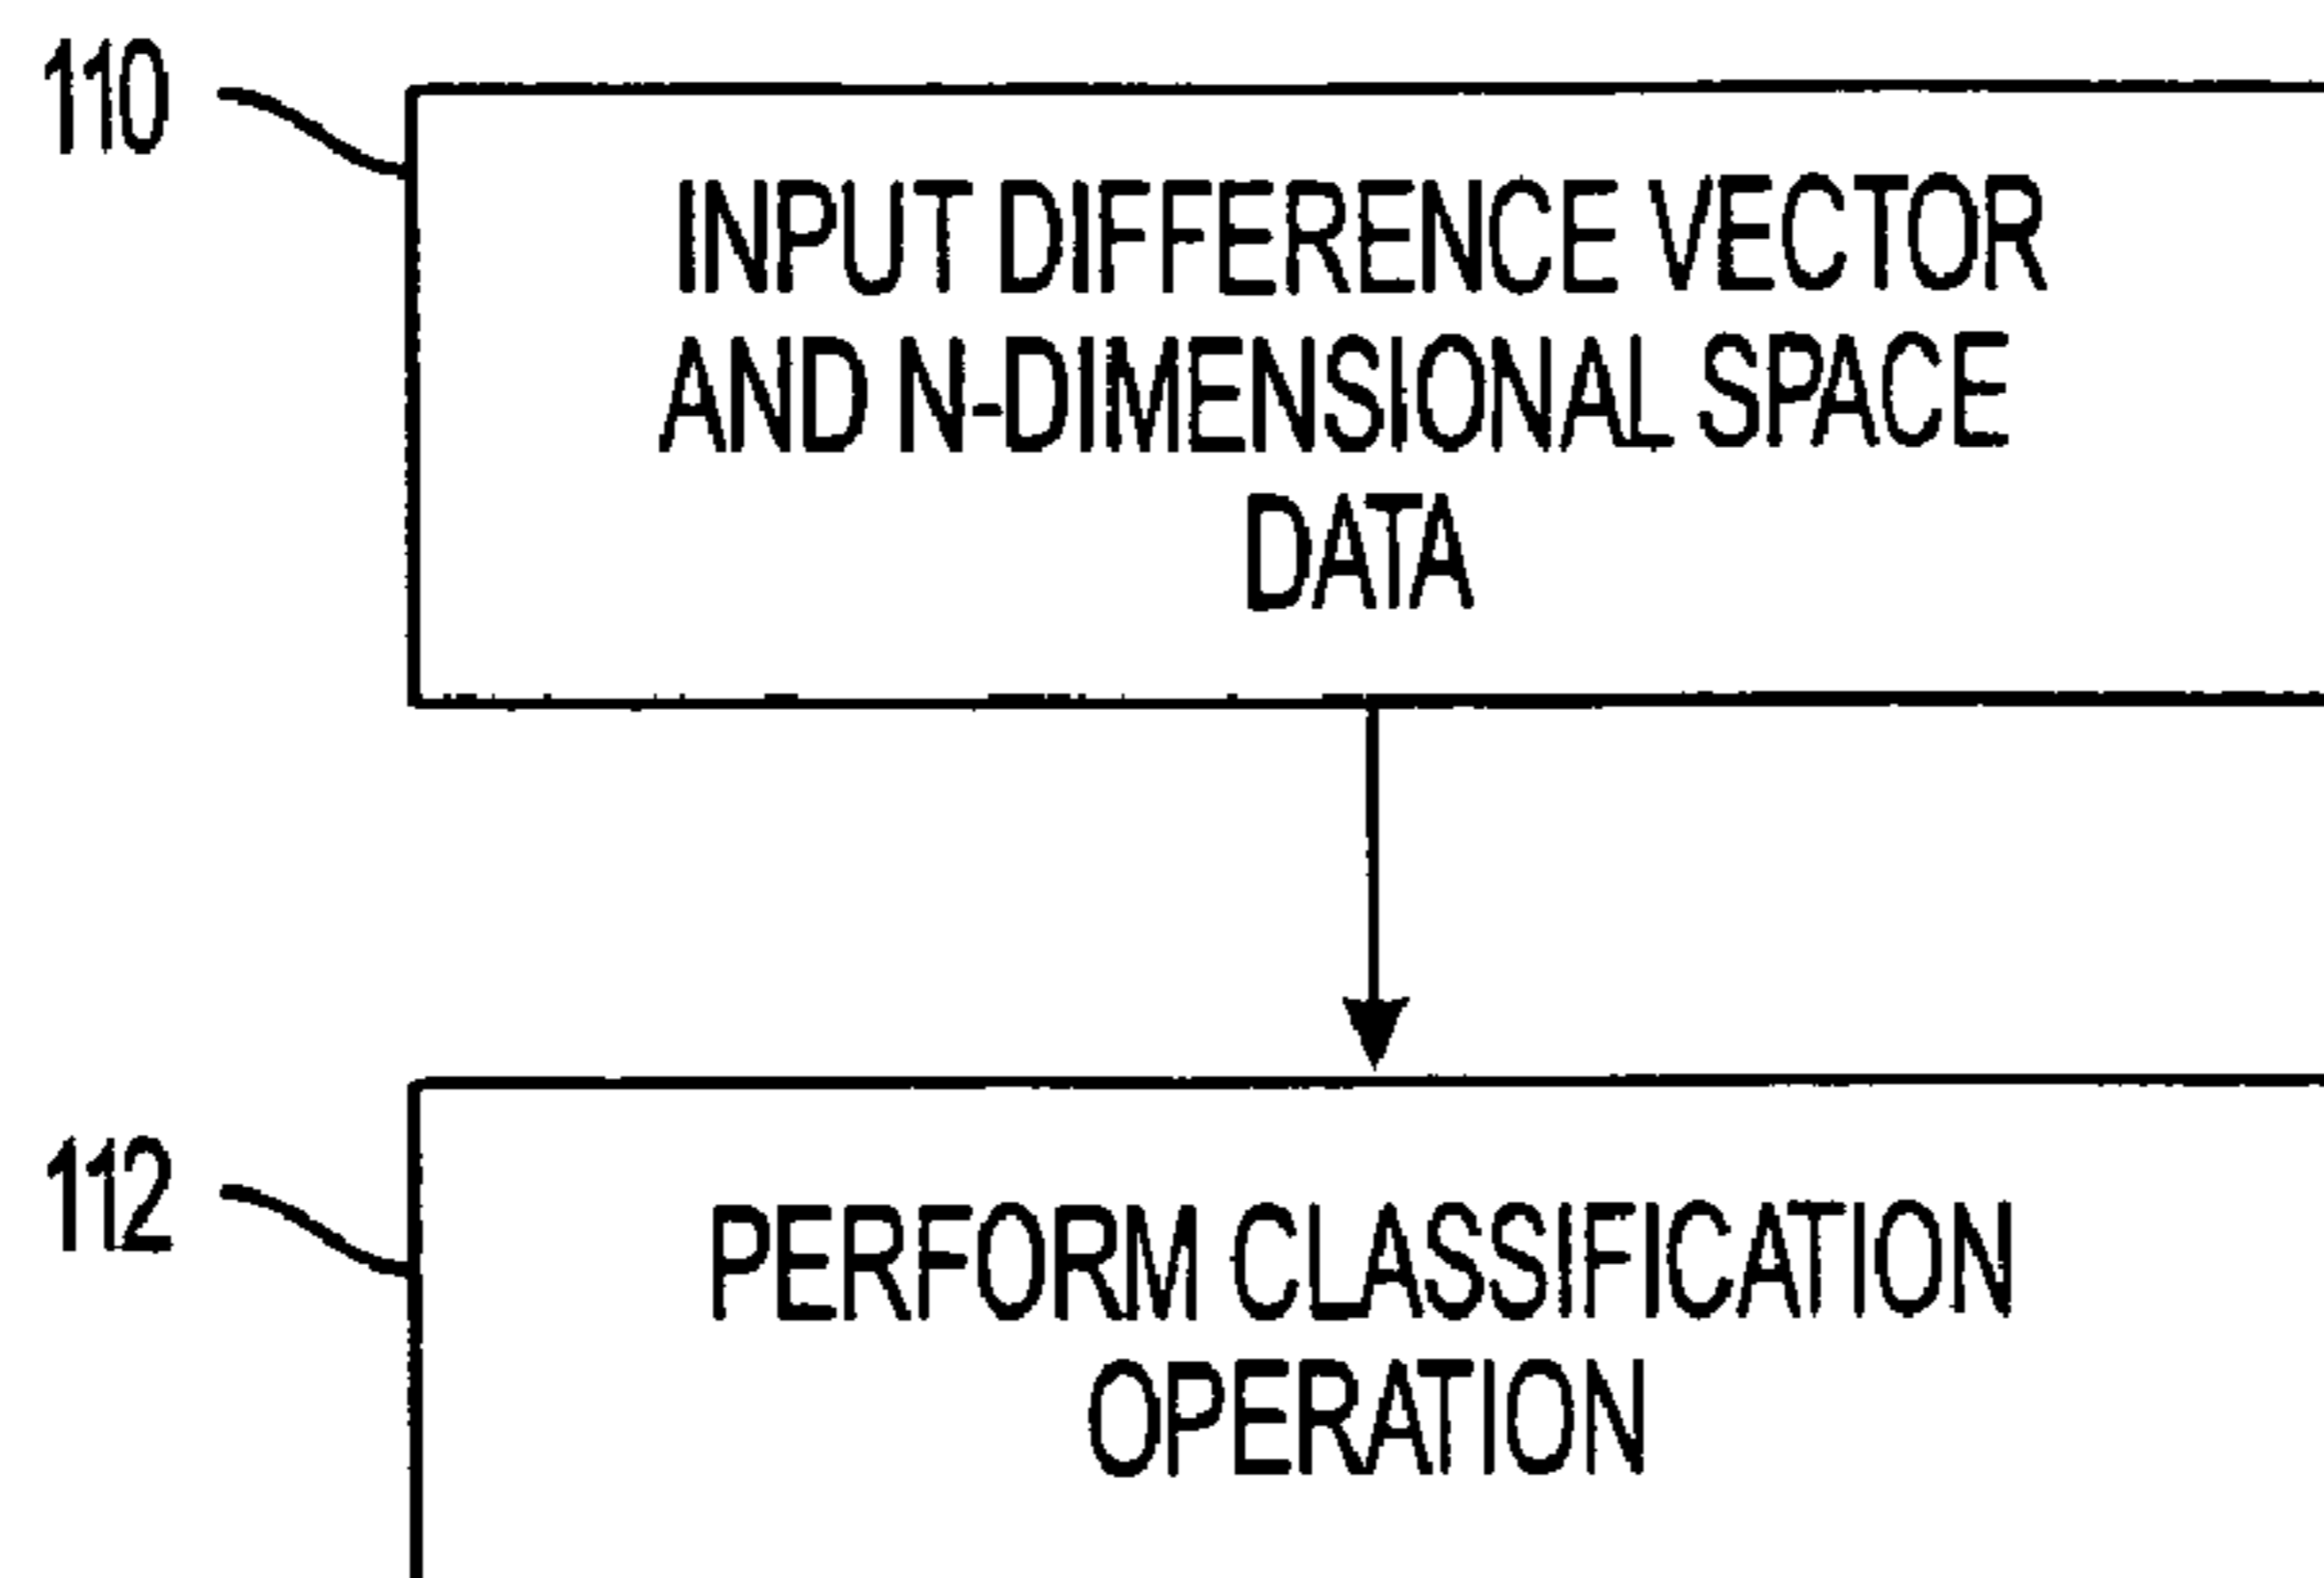 110
INPUT DIFFERENCE VECTOR
AND N-DIMENSIONAL SPACE
DATA
112
PERFORM CLASSIFICATION
OPERATION